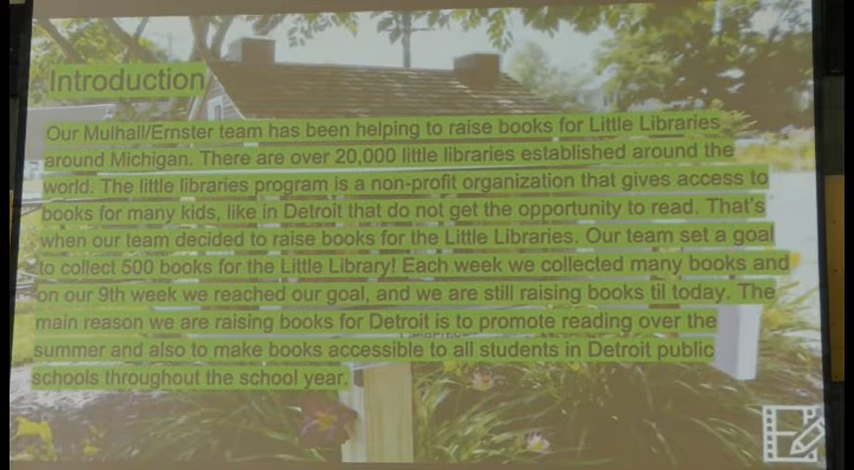 Introduction
Our Mulhall/Ernster team has been helping to raise books for Little Libraries
around Michigan. There are over 20,000 little libraries established around the
world. The little libraries program is a non-profit organization that gives access to
books for many kids, like in Detroit that do not get the opportunity to read. That's
when our team decided to raise books for the Little Libraries. Our team set a goal
to collect 500 books for the Little Library! Each week we collected many books and
on our 9th week we reached our goal, and we are still raising books til today. The
main reason we are raising books for Detroit is to promote reading over the
summer and also to make books accessible to all students in Detroit public
schools throughout the school year.